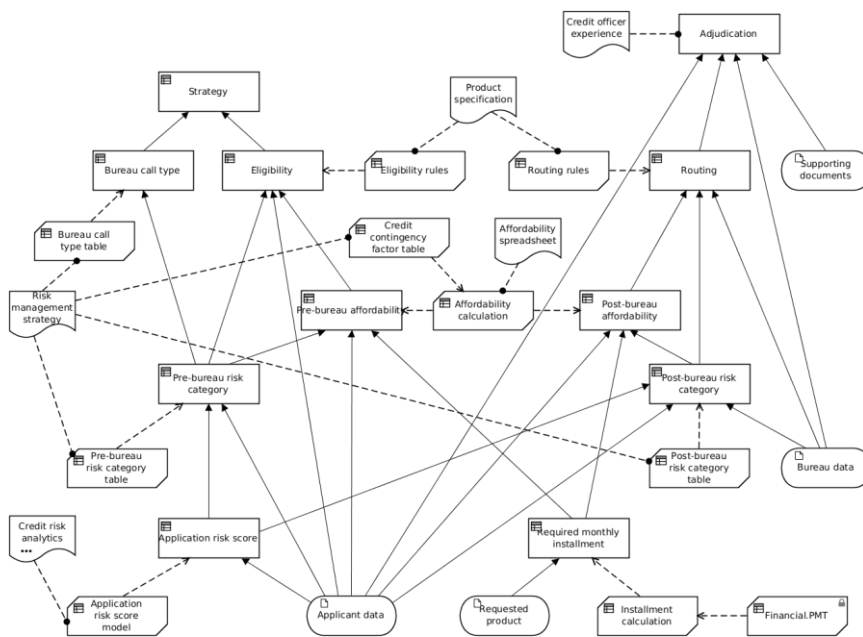 Credit officer
experience
Adjudication
Strategy
Product
specification
Bureau call type
Eligibility
Eligibility rules
Routing rules
Routing
Supporting
documents
Bureau call
type table
Credit
contingency
factor table
Affordability
spreadsheet
Risk
management
strategy
Pre-bureau affordability
Affordability
calculation
Post-bureau
affordability
Pre-bureau risk
category
Post-bureau risk
category
Pre-bureau
risk category
table
Post-bureau
risk category
table
Bureau data
Credit risk
analytics
Application risk score
Required monthly
installment
Application
risk score
model
Applicant data
Requested
product
Installment
calculation
Financial.PMT